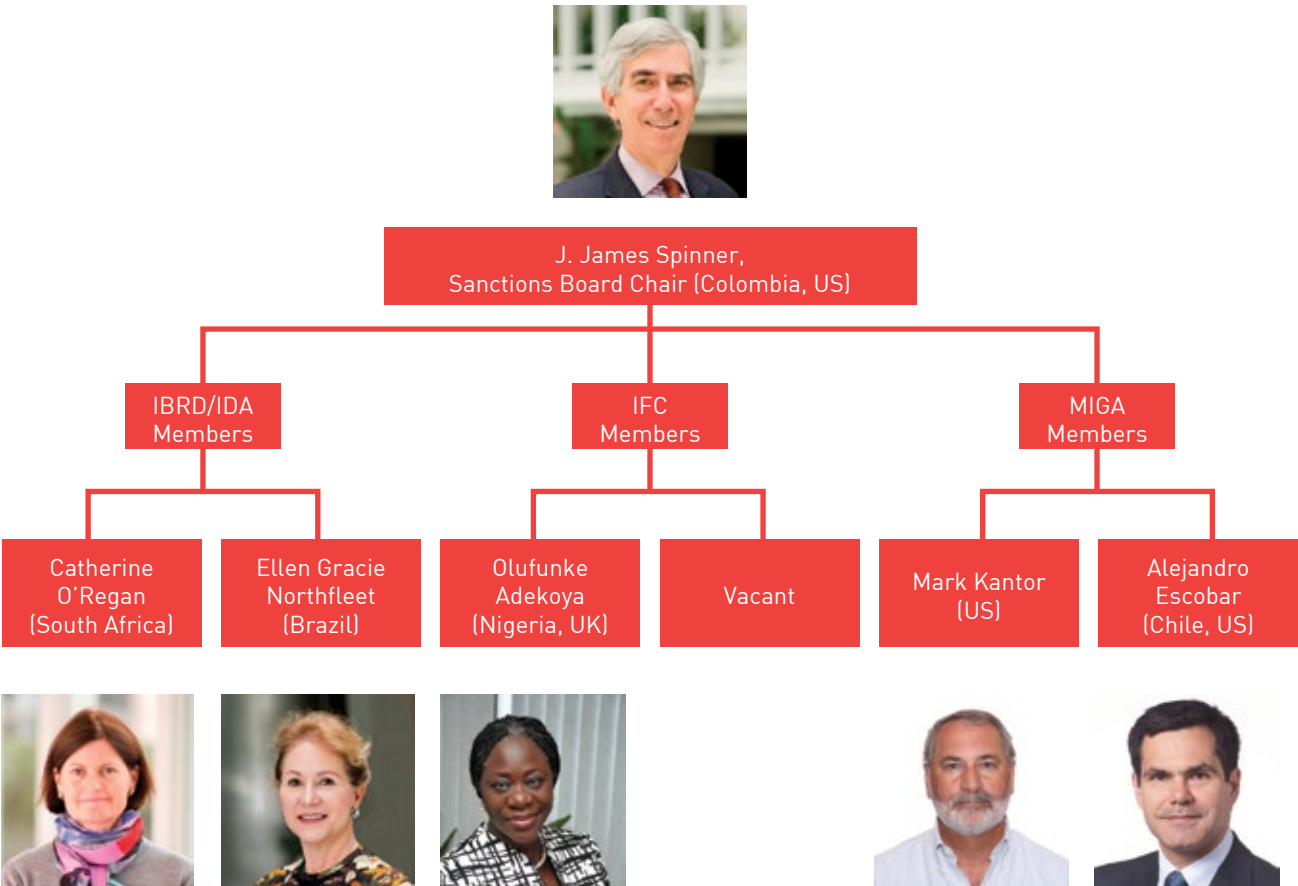 J. James Spinner,
Sanctions Board Chair (Colombia, US)
IBRD/IDA
Members
IFC
Members
MIGA
Members
Catherine
O'Regan
(South Africa)
Ellen Gracie
Northfleet
(Brazil)
Olufunke
Adekoya
(Nigeria, UK)
Vacant
Mark Kantor
(US)
Alejandro
Escobar
(Chile, US)